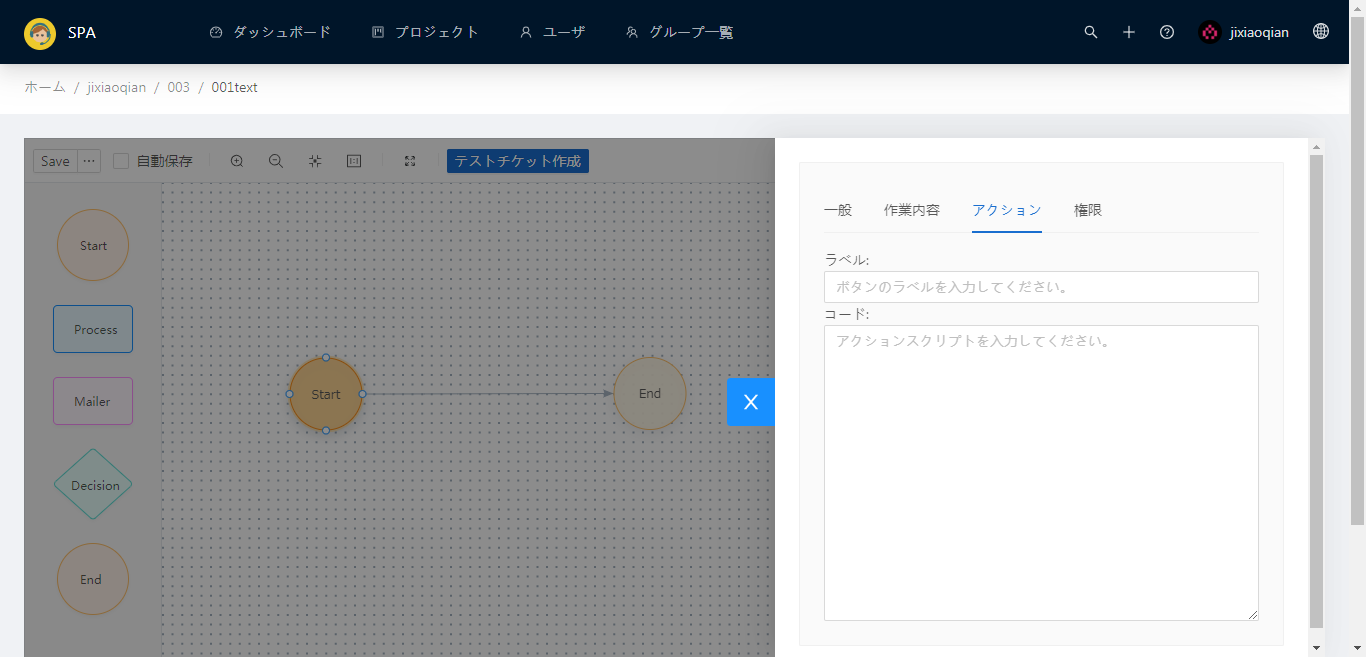 SPA ダッシュボード プロジェクト ユーザ グループ一覧 jixiaoqian
ホーム / jixiaoqian / 003 / 001text
Save ··· 自動保存 テストチケット作成
一般 作業内容 アクション 権限
ラベル:
ボタンのラベルを入力してください。
コード:
アクションスクリプトを入力してください。
Start
Process
Mailer
Decision
End
Start
End
X